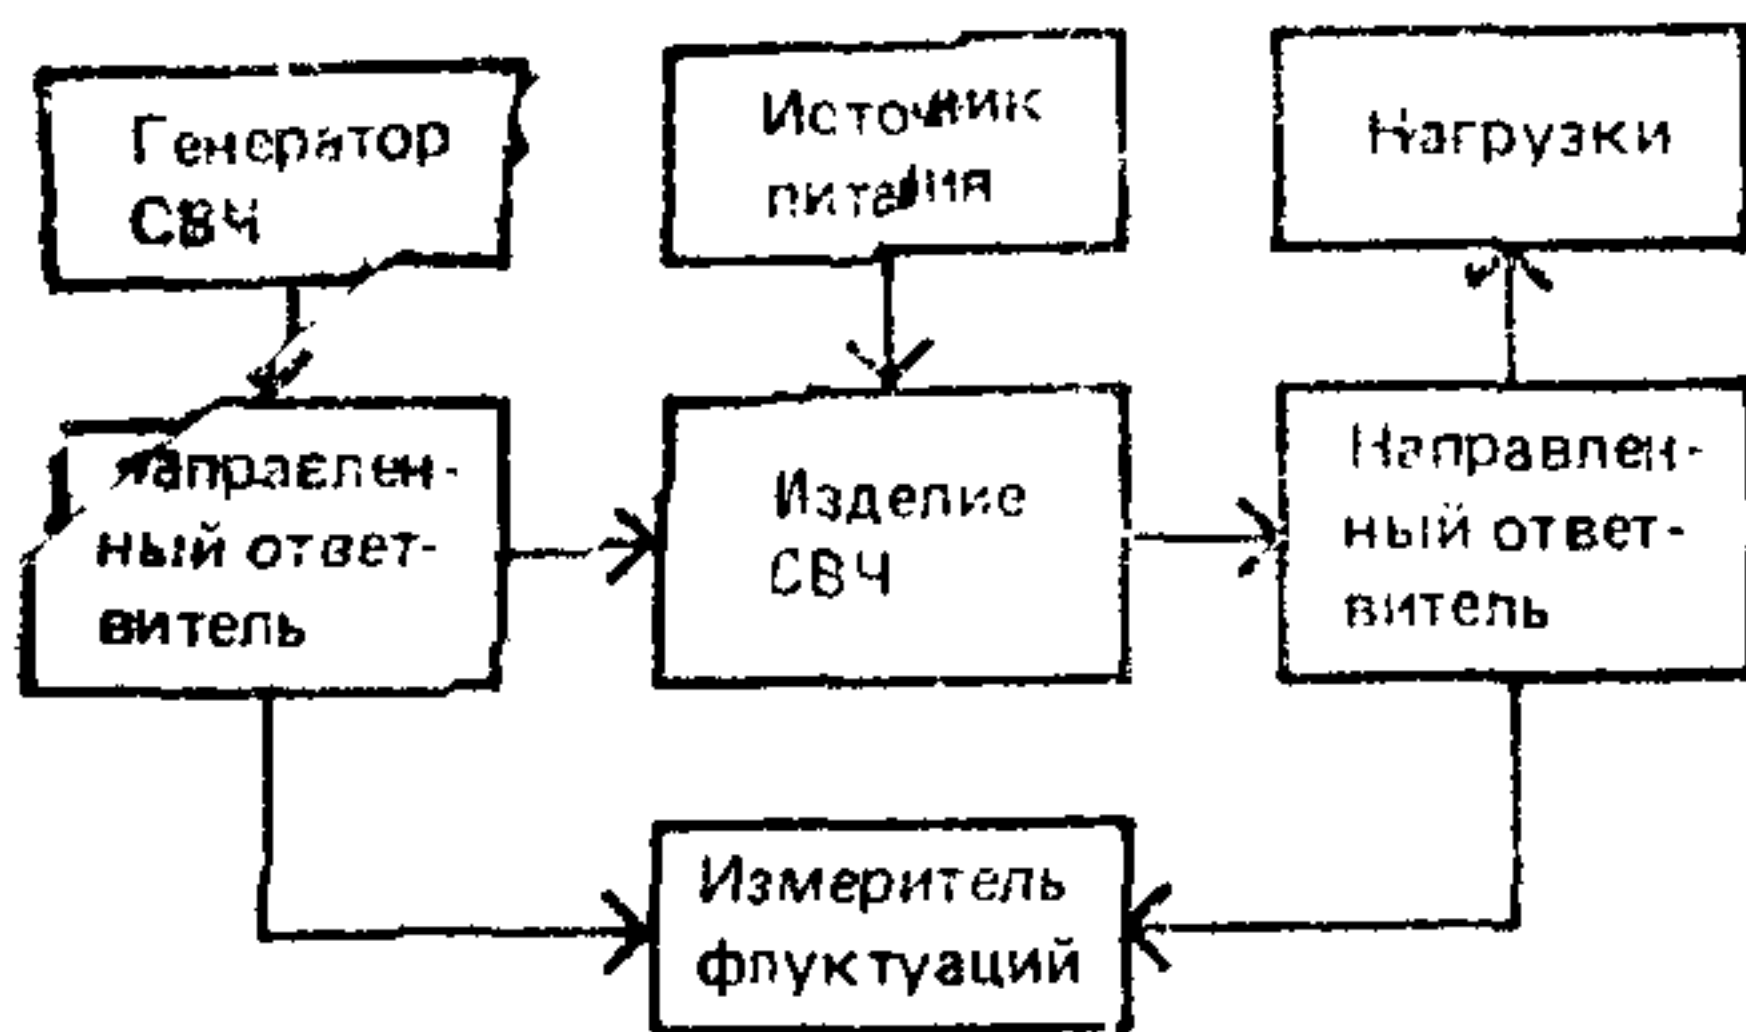 Генератор
СВЧ
Источник
питания
Нагрузки
Направлен-
ный ответ-
витель
Изделие
СВЧ
Направлен-
ный ответ-
витель
Измеритель
флуктуаций